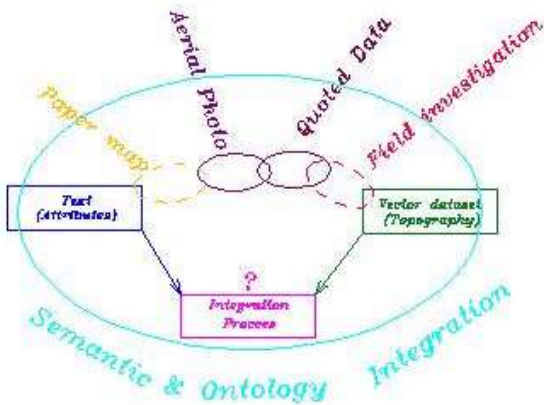 Paper map
Aerial Photo
Quoted Data
Field investigation
Text
(Attributes)
Vector dataset
(Topography)
?
Integration
Process
Semantic & Ontology Integration